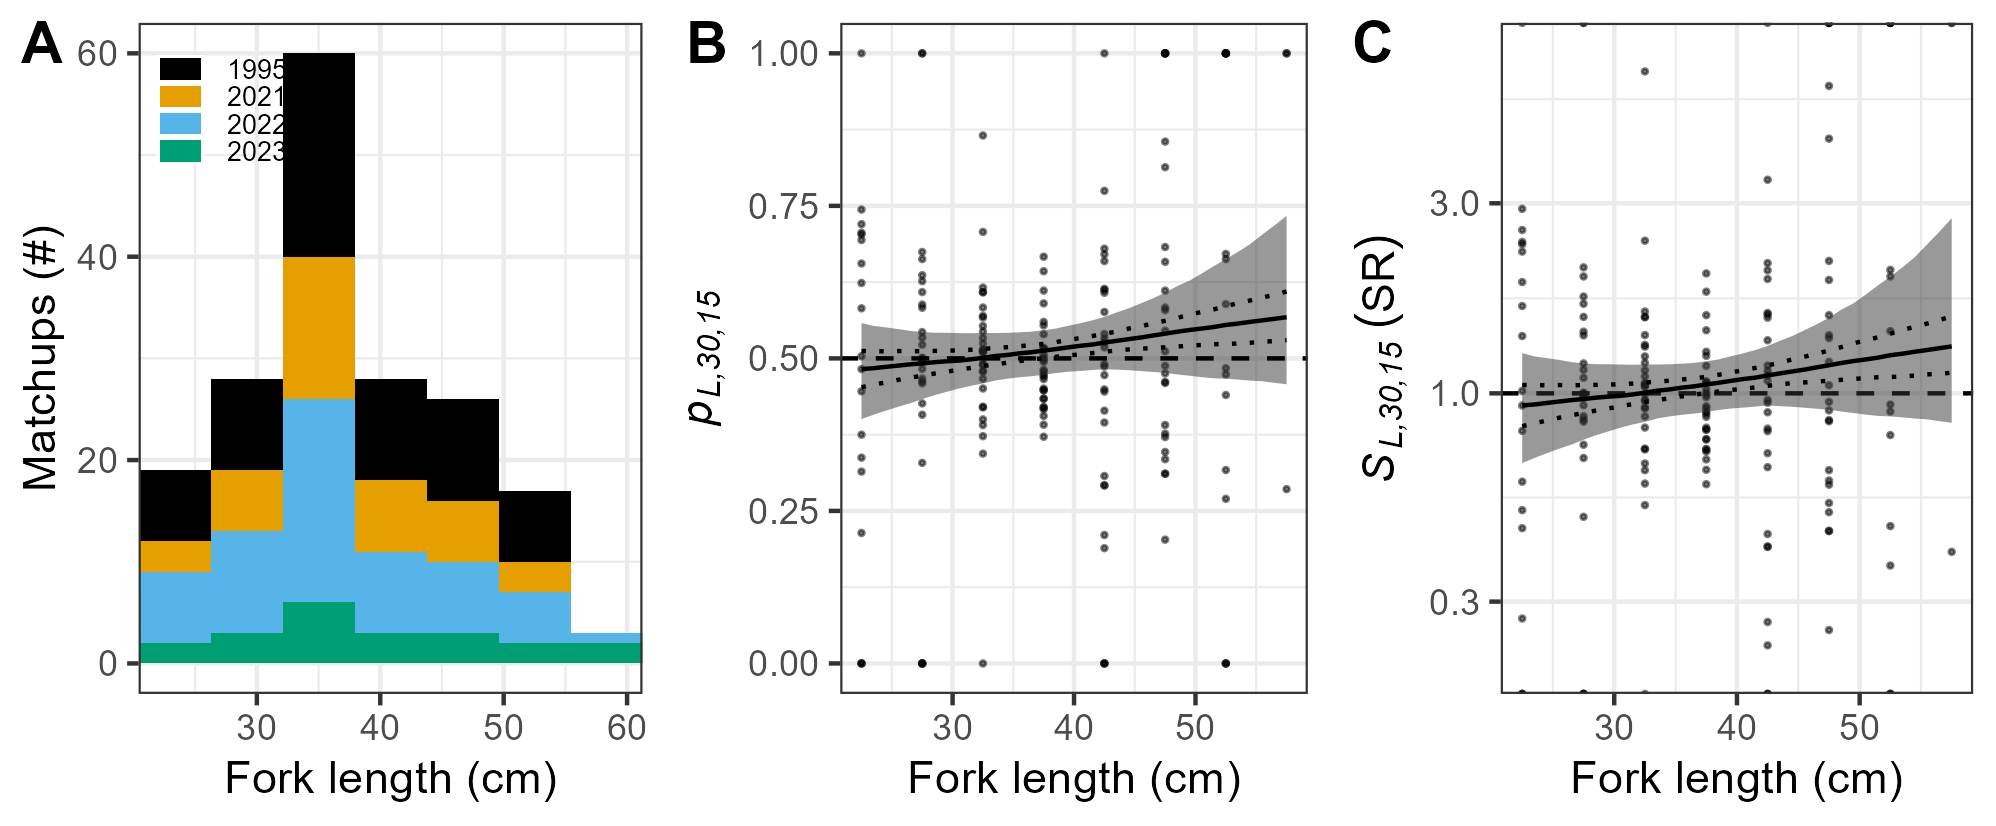 A
Matchups (#)
60
40
20
0
1995
2021
2022
2023
30 40 50 60
Fork length (cm)
B
pL,30,15
1.00
0.75
0.50
0.25
0.00
30 40 50
Fork length (cm)
C
SL,30,15 (SR)
3.0
1.0
0.3
30 40 50
Fork length (cm)